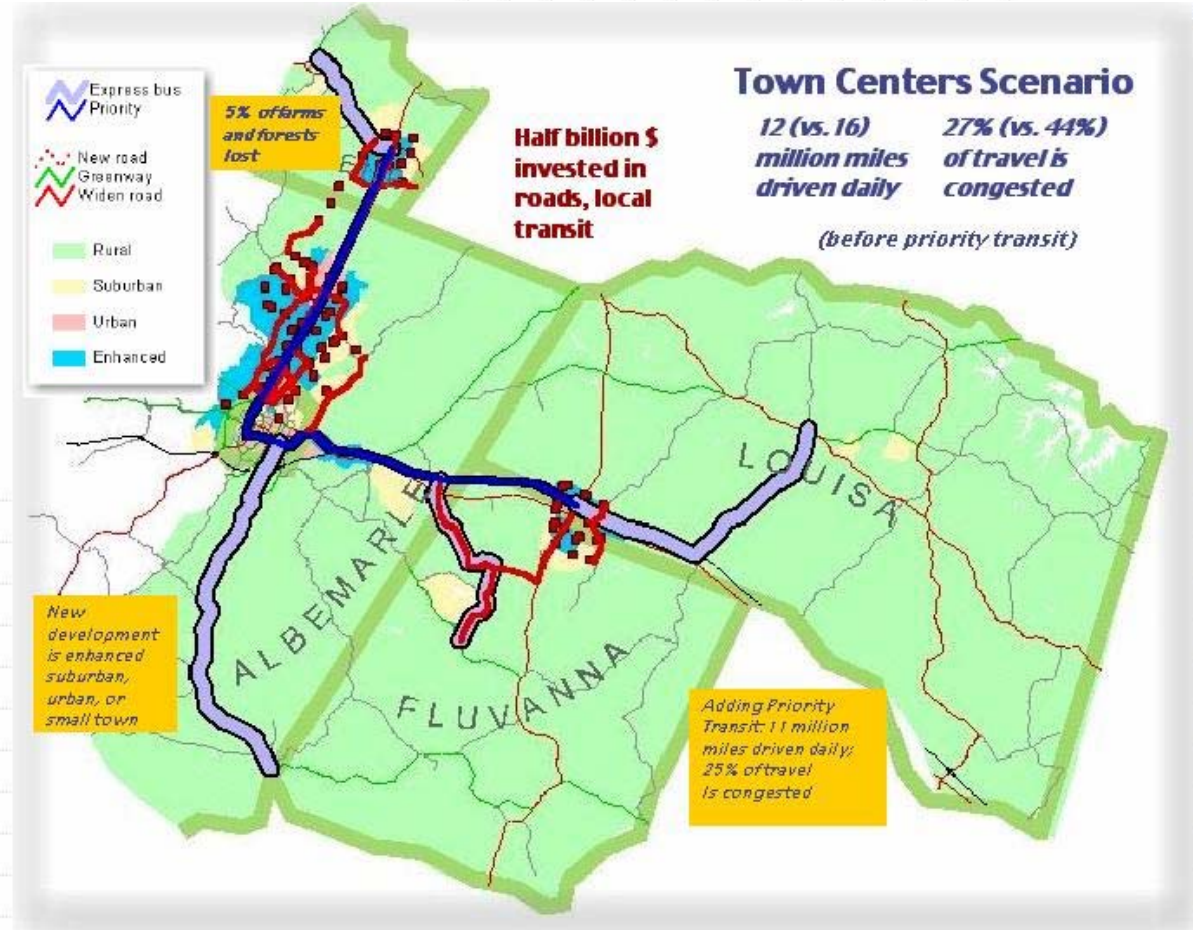 Town Centers Scenario
12 (vs. 16)
million miles
driven daily
27% (vs. 44%)
of travel is
congested
(before priority transit)
Half billion $
invested in
roads, local
transit
5% of farms
and forests
lost
Express bus
Priority
New road
Greenway
Widen road
Rural
Suburban
Urban
Enhanced
LOUISA
ALBEMARLE
FLUVANNA
New
development
is enhanced
suburban,
urban, or
small town
Adding Priority
Transit: 11 million
miles driven daily;
25% of travel
is congested